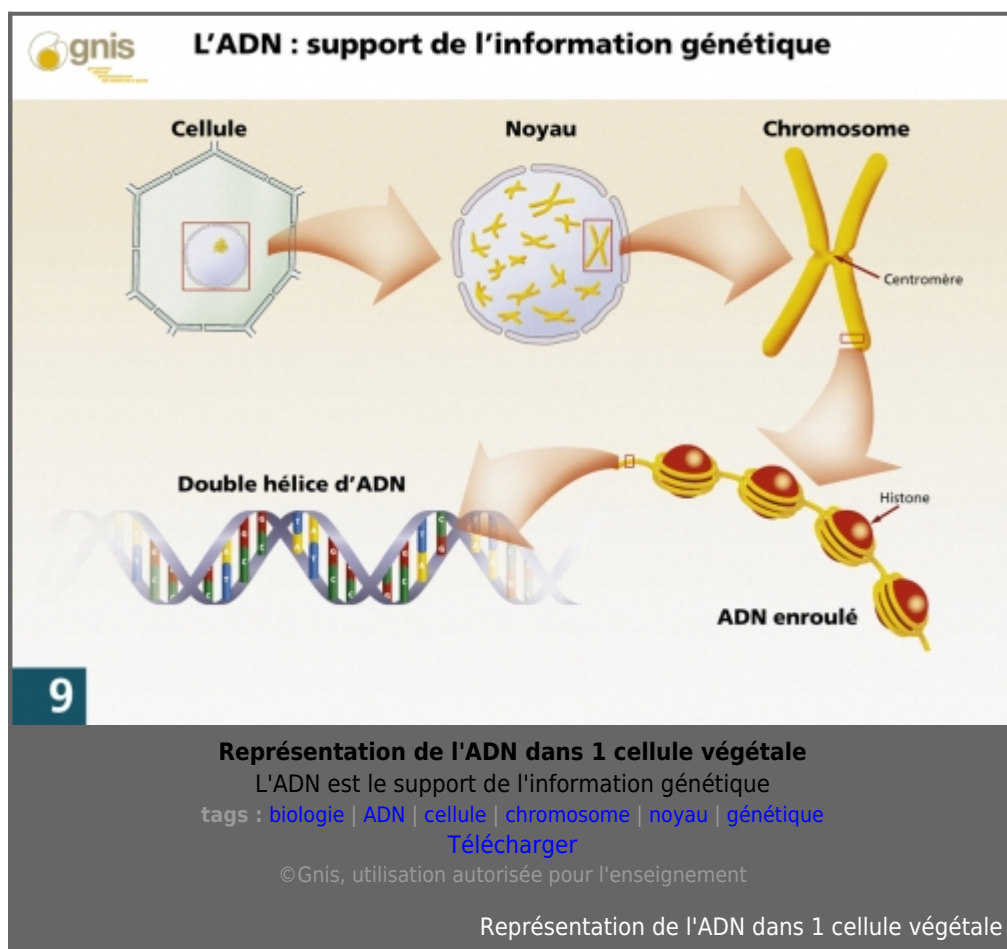 gnis
L'ADN : support de l'information génétique
Cellule
Noyau
Chromosome
Centromère
Double hélice d'ADN
Histone
ADN enroulé
9
Représentation de l'ADN dans 1 cellule végétale
L'ADN est le support de l'information génétique
tags : biologie | ADN | cellule | chromosome | noyau | génétique
Télécharger
©Gnis, utilisation autorisée pour l'enseignement
Représentation de l'ADN dans 1 cellule végétale